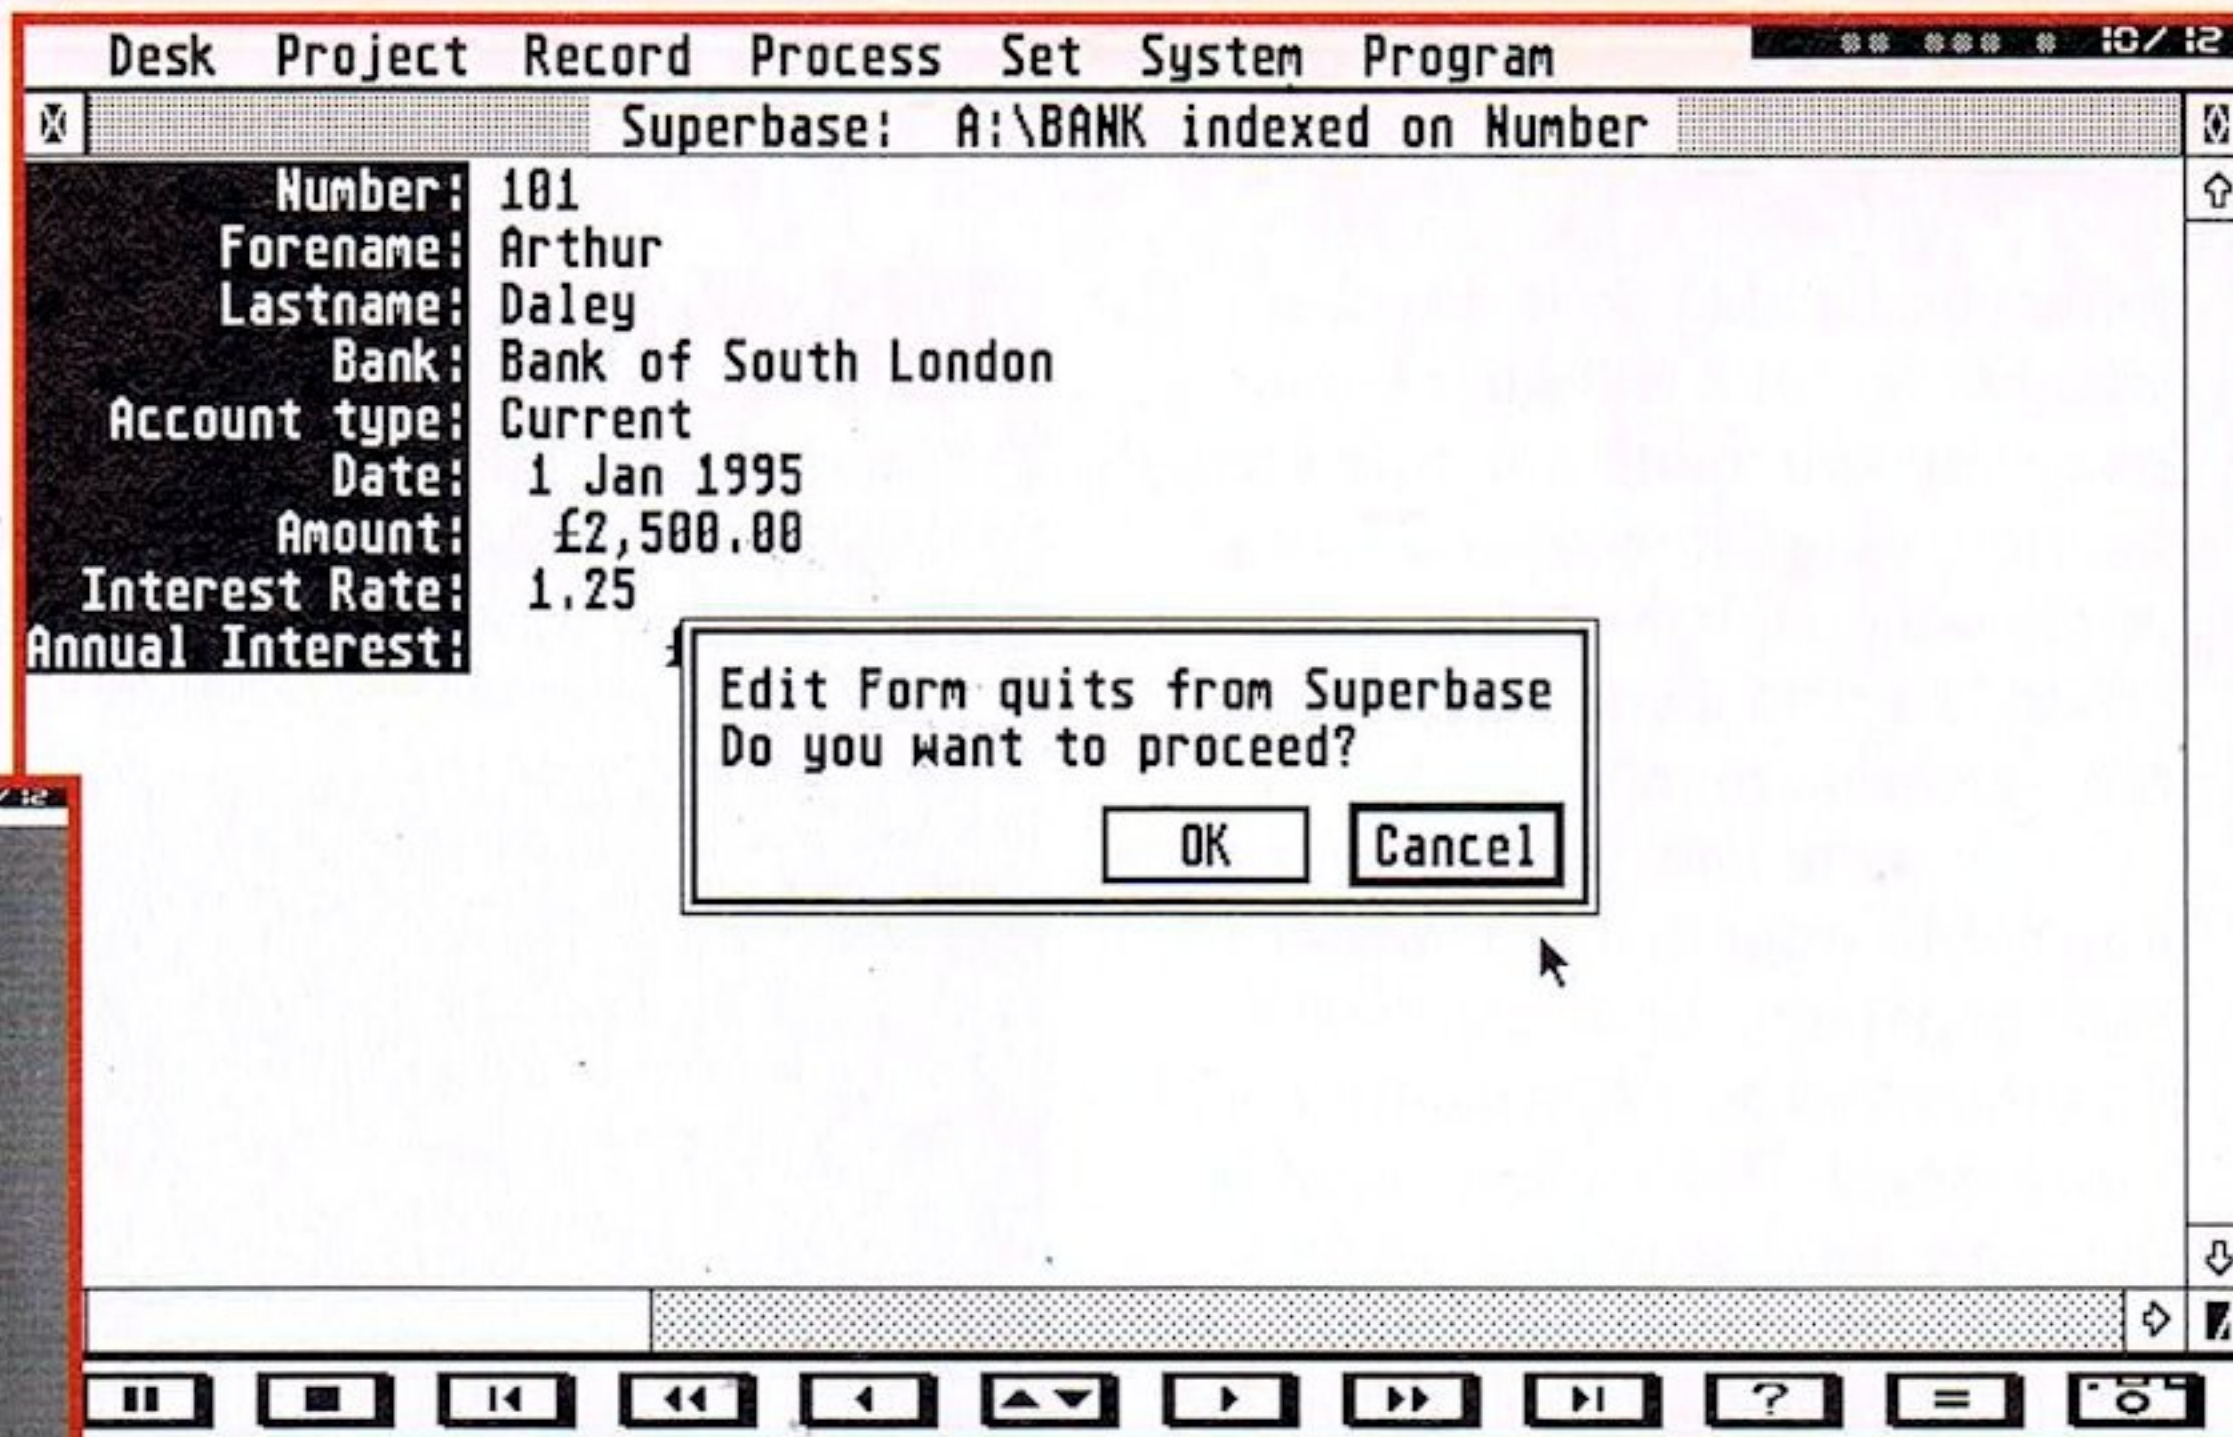 Desk Project Record Process Set System Program 10/12
Superbase: A:\BANK indexed on Number
Number: 101
Forename: Arthur
Lastname: Daley
Bank: Bank of South London
Account type: Current
Date: 1 Jan 1995
Amount: £2,500.00
Interest Rate: 1.25
Annual Interest:
Edit Form quits from Superbase
Do you want to proceed?
OK Cancel
/12
? =